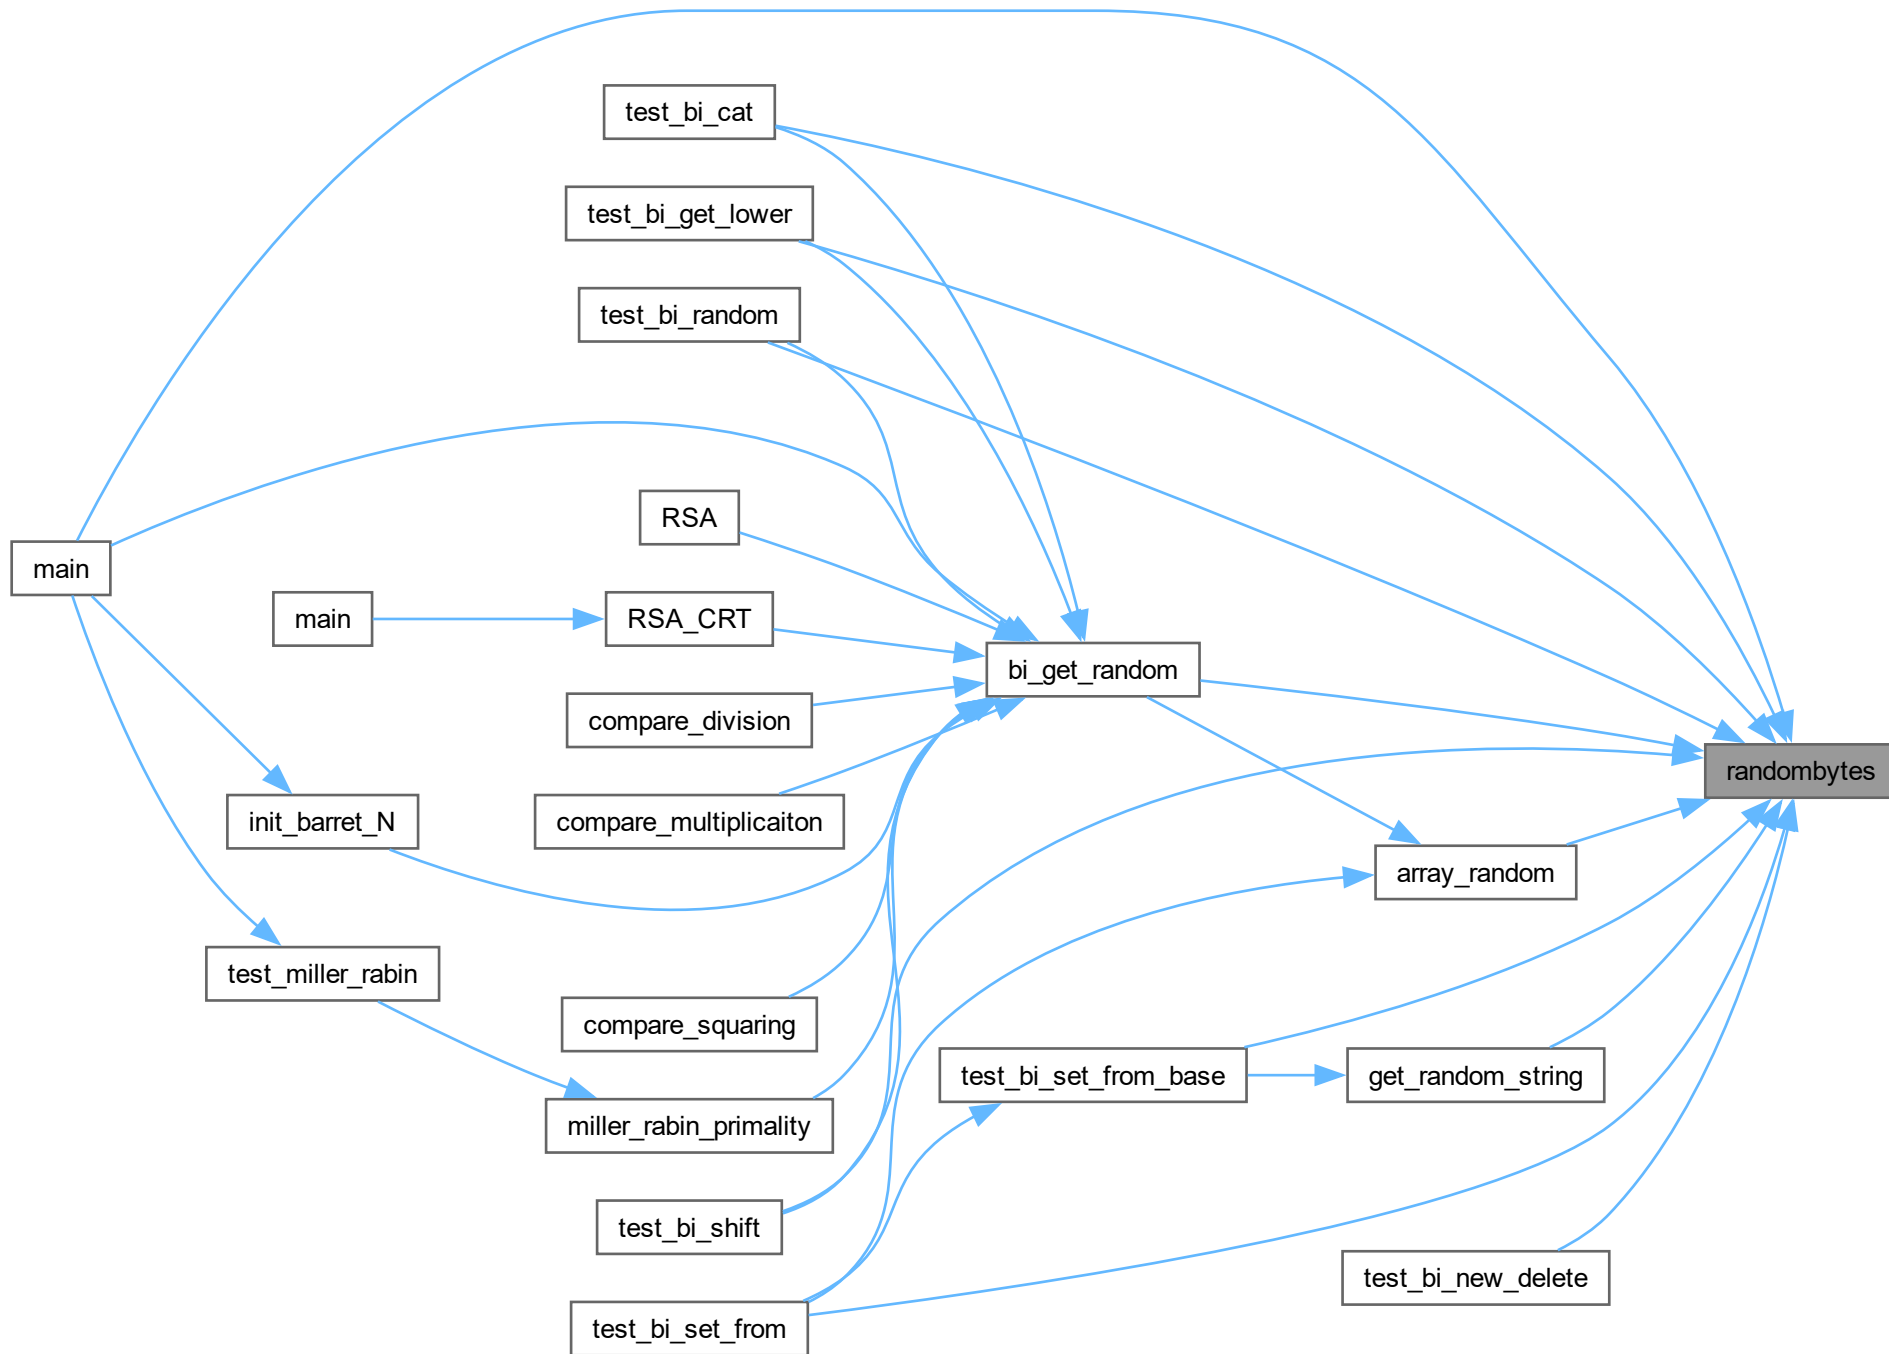 test_bi_cat
test_bi_get_lower
test_bi_random
RSA
main
main
RSA_CRT
bi_get_random
compare_division
randombytes
init_barret_N
compare_multiplicaiton
array_random
test_miller_rabin
compare_squaring
test_bi_set_from_base
get_random_string
miller_rabin_primality
test_bi_shift
test_bi_new_delete
test_bi_set_from